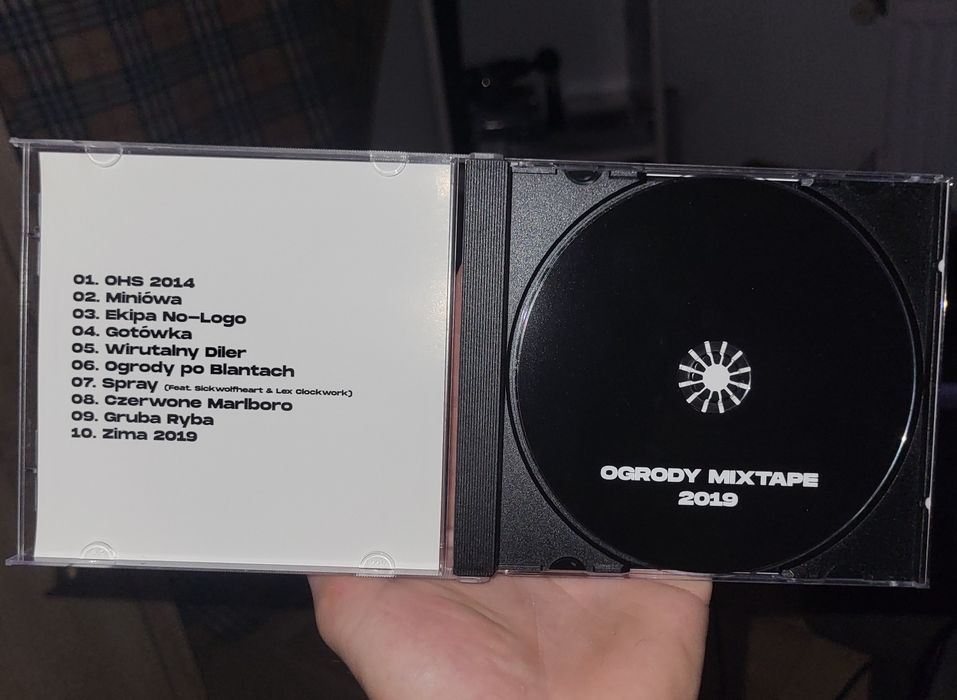 01. OHS 2014
02. Miniówa
03. Ekipa No-Logo
04. Gotówka
05. Wirutalny Diler
06. Ogrody po Blantach
07. Spray (Feat. Sickwolfheart & Lex Clockwork)
08. Czerwone Marlboro
09. Gruba Ryba
10. Zima 2019
OGRODY MIXTAPE
2019